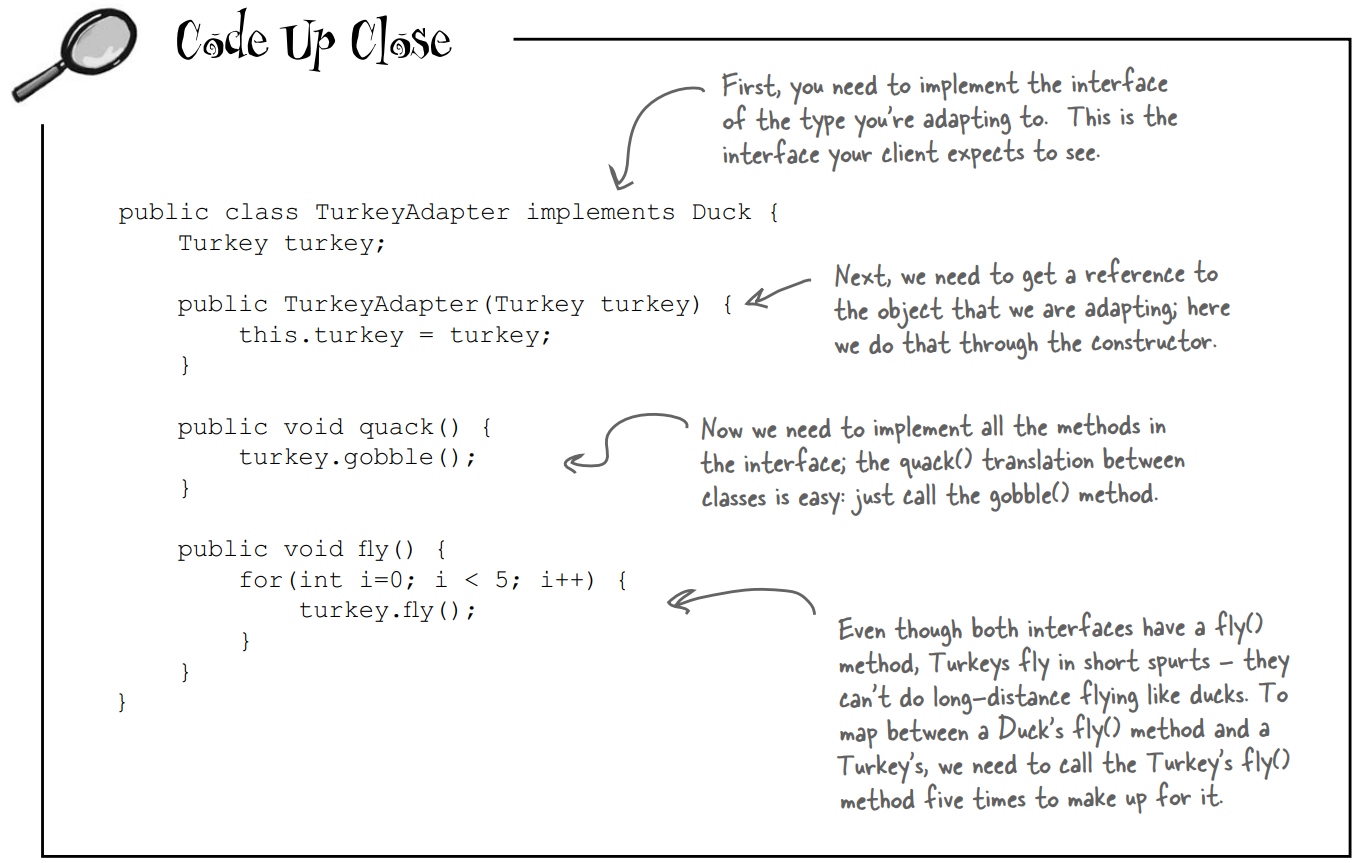 Code Up Close
First, you need to implement the interface
of the type you're adapting to. This is the
interface your client expects to see.
public class TurkeyAdapter implements Duck {
Turkey turkey;
public TurkeyAdapter(Turkey turkey) {
this.turkey = turkey;
}
Next, we need to get a reference to
the object that we are adapting; here
we do that through the constructor.
public void quack() {
turkey.gobble();
}
Now we need to implement all the methods in
the interface; the quack() translation between
classes is easy: just call the gobble() method.
public void fly() {
for(int i=0; i < 5; i++) {
turkey.fly();
}
}
}
Even though both interfaces have a fly()
method, Turkeys fly in short spurts – they
can't do long-distance flying like ducks. To
map between a Duck's fly() method and a
Turkey's, we need to call the Turkey's fly()
method five times to make up for it.